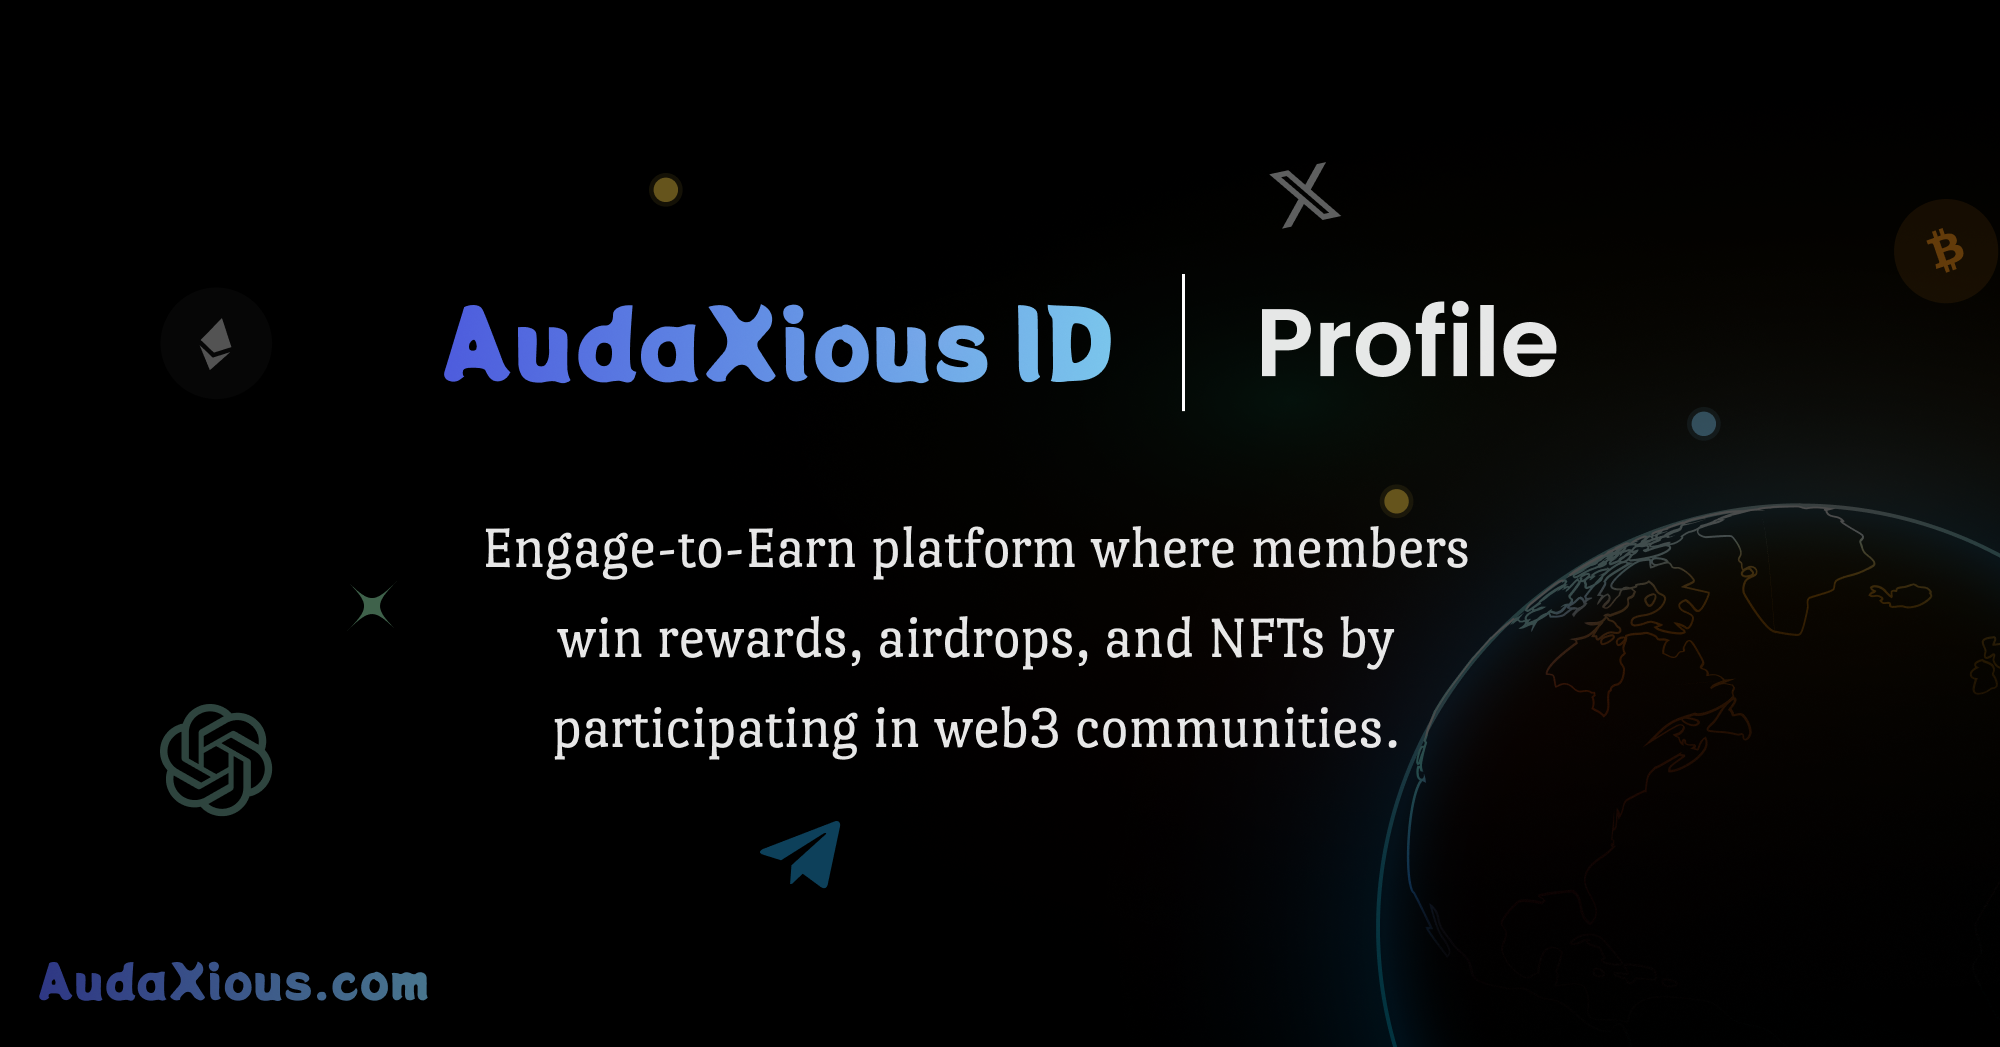 AudaXious ID | Profile
Engage-to-Earn platform where members
win rewards, airdrops, and NFTs by
participating in web3 communities.
AudaXious.com